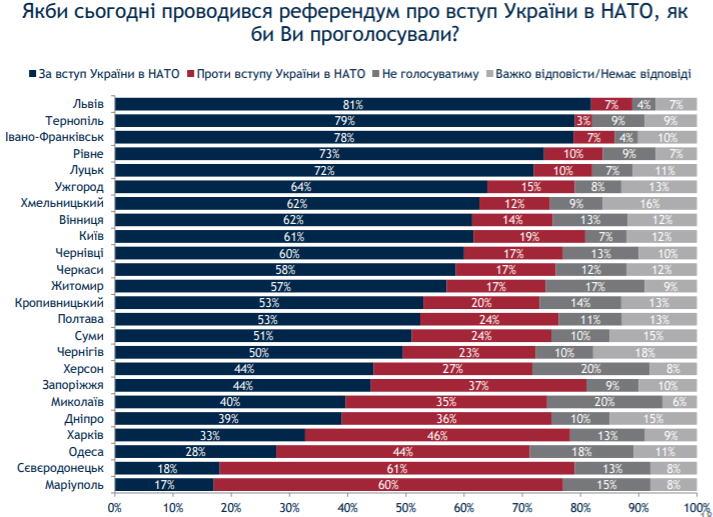 Якби сьогодні проводився референдум про вступ України в НАТО, як
би Ви проголосували?
За вступ України в НАТО Проти вступу України в НАТО Не голосуватиму Важко відповісти/Немає відповіді
Львів 81% 7% 4% 7%
Тернопіль 79% 3% 9% 9%
Івано-Франківськ 78% 7% 4% 10%
Рівне 73% 10% 9% 7%
Луцьк 72% 10% 7% 11%
Ужгород 64% 15% 8% 13%
Хмельницький 62% 12% 9% 16%
Вінниця 62% 14% 13% 12%
Київ 61% 19% 7% 12%
Чернівці 60% 17% 13% 10%
Черкаси 58% 17% 12% 12%
Житомир 57% 17% 17% 9%
Кропивницький 53% 20% 14% 13%
Полтава 53% 24% 11% 13%
Суми 51% 24% 10% 15%
Чернігів 50% 23% 10% 18%
Херсон 44% 27% 20% 8%
Запоріжжя 44% 37% 9% 10%
Миколаїв 40% 35% 20% 6%
Дніпро 39% 36% 10% 15%
Харків 33% 46% 13% 9%
Одеса 28% 44% 18% 11%
Сєвєродонецьк 18% 61% 13% 8%
Маріуполь 17% 60% 15% 8%
0% 10% 20% 30% 40% 50% 60% 70% 80% 90% 100%